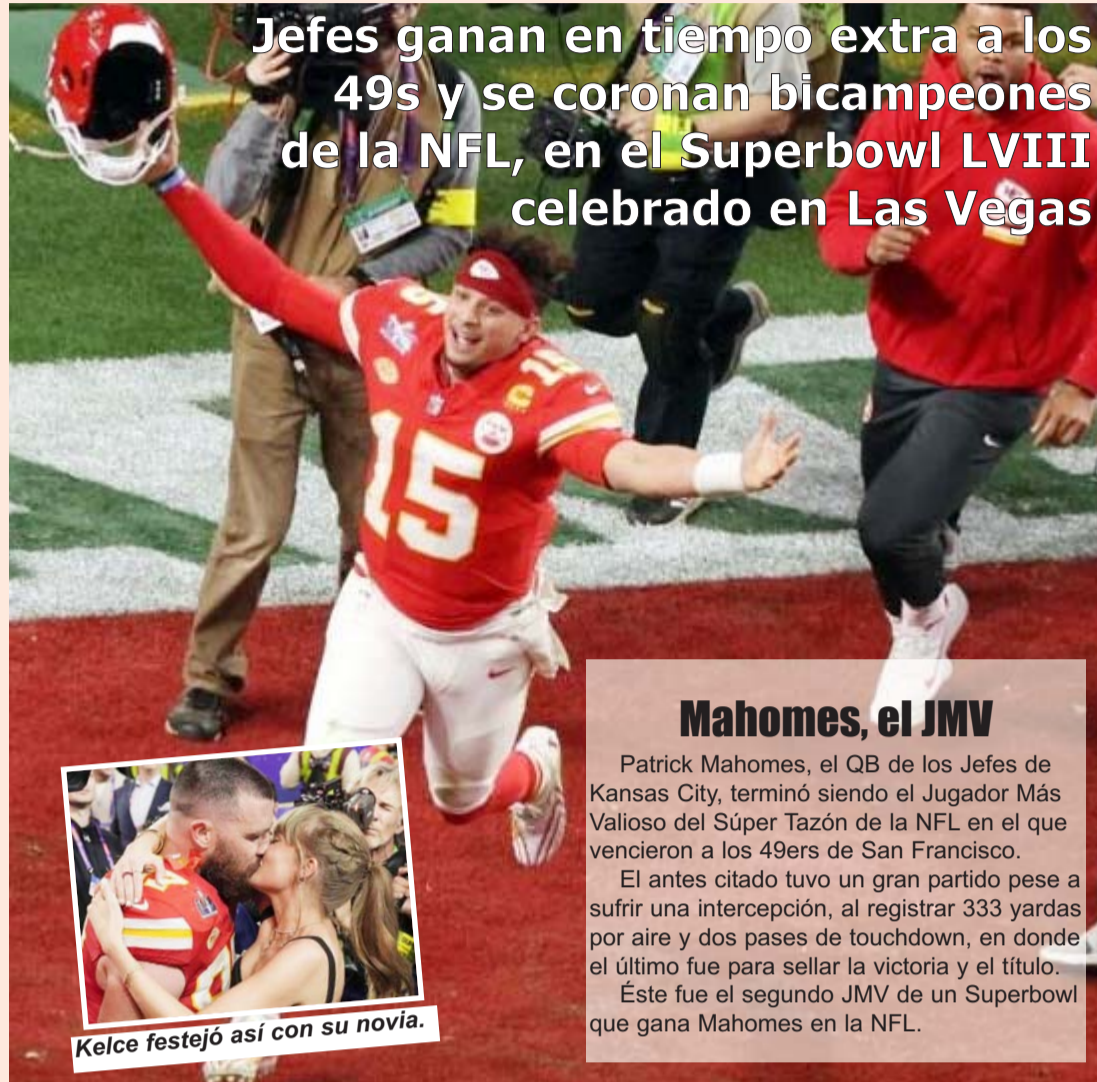 Jefes ganan en tiempo extra a los
49s y se coronan bicampeones
de la NFL, en el Superbowl LVIII
celebrado en Las Vegas
15
15
15
Mahomes, el JMV
Patrick Mahomes, el QB de los Jefes de
Kansas City, terminó siendo el Jugador Más
Valioso del Súper Tazón de la NFL en el que
vencieron a los 49ers de San Francisco.
El antes citado tuvo un gran partido pese a
sufrir una intercepción, al registrar 333 yardas
por aire y dos pases de touchdown, en donde
el último fue para sellar la victoria y el título.
Éste fue el segundo JMV de un Superbowl
que gana Mahomes en la NFL.
Kelce festejó así con su novia.